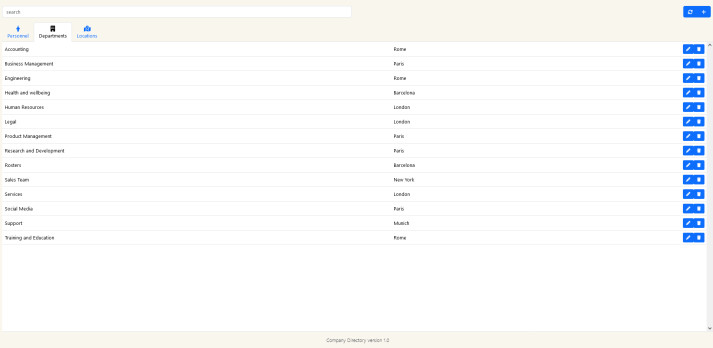 search
Personnel Departments Locations
Accounting Rome
Business Management Paris
Engineering Rome
Health and wellbeing Barcelona
Human Resources London
Legal London
Product Management Paris
Research and Development Paris
Rosters Barcelona
Sales Team New York
Services London
Social Media Paris
Support Munich
Training and Education Rome
Company Directory version 1.0